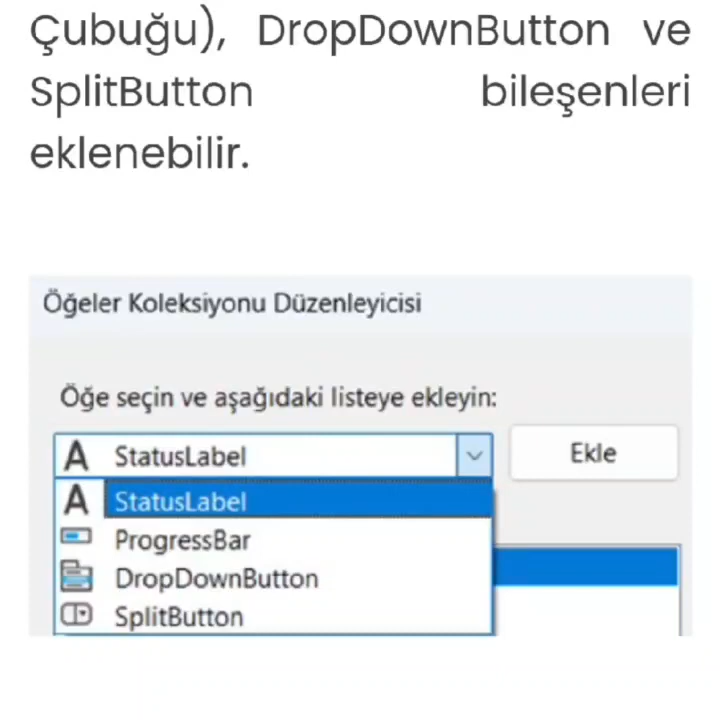 Çubuğu), DropDownButton ve
SplitButton bileşenleri
eklenebilir.
Öğeler Koleksiyonu Düzenleyicisi
Öğe seçin ve aşağıdaki listeye ekleyin:
StatusLabel
Ekle
StatusLabel
ProgressBar
DropDownButton
SplitButton